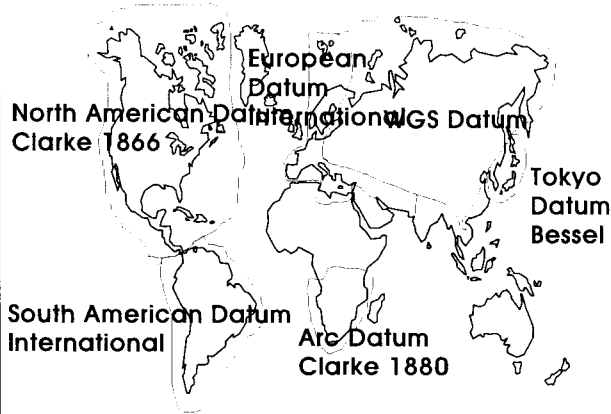 European
Datum
International
North American Datum
Clarke 1866
WGS Datum
Tokyo
Datum
Bessel
South American Datum
International
Arc Datum
Clarke 1880